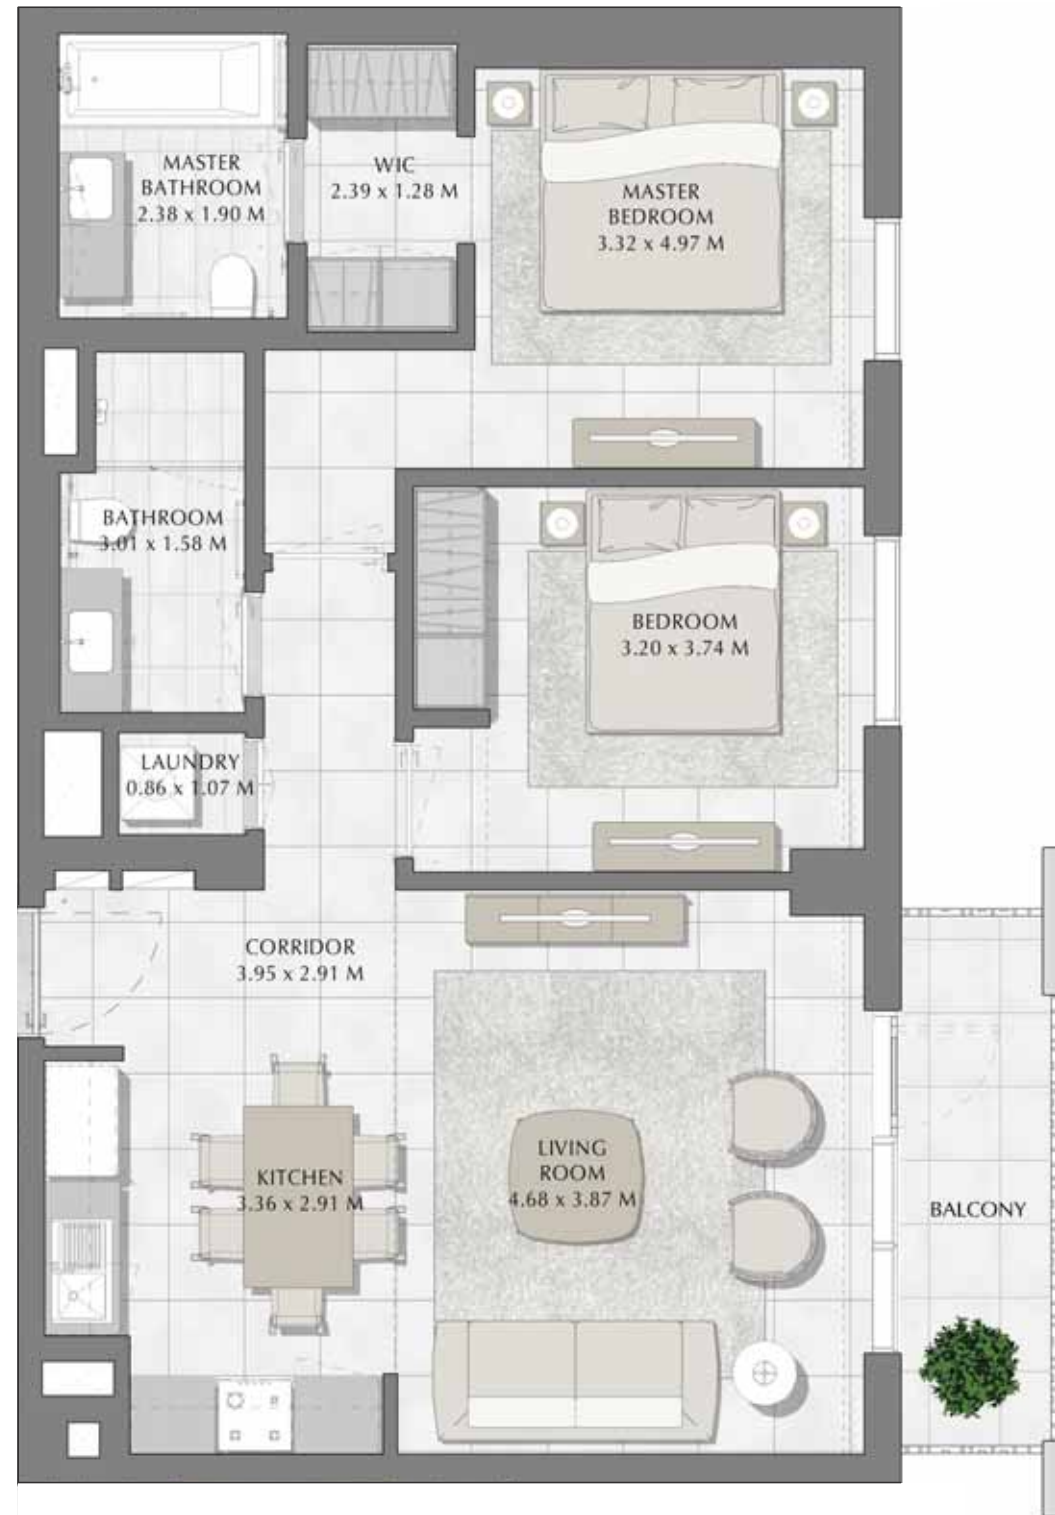 MASTER
BATHROOM
2.38 x 1.90 M
WIC
2.39 x 1.28 M
MASTER
BEDROOM
3.32 x 4.97 M
BATHROOM
3.01 x 1.58 M
BEDROOM
3.20 x 3.74 M
LAUNDRY
0.86 x 1.07 M
CORRIDOR
3.95 x 2.91 M
KITCHEN
3.36 x 2.91 M
LIVING
ROOM
4.68 x 3.87 M
BALCONY